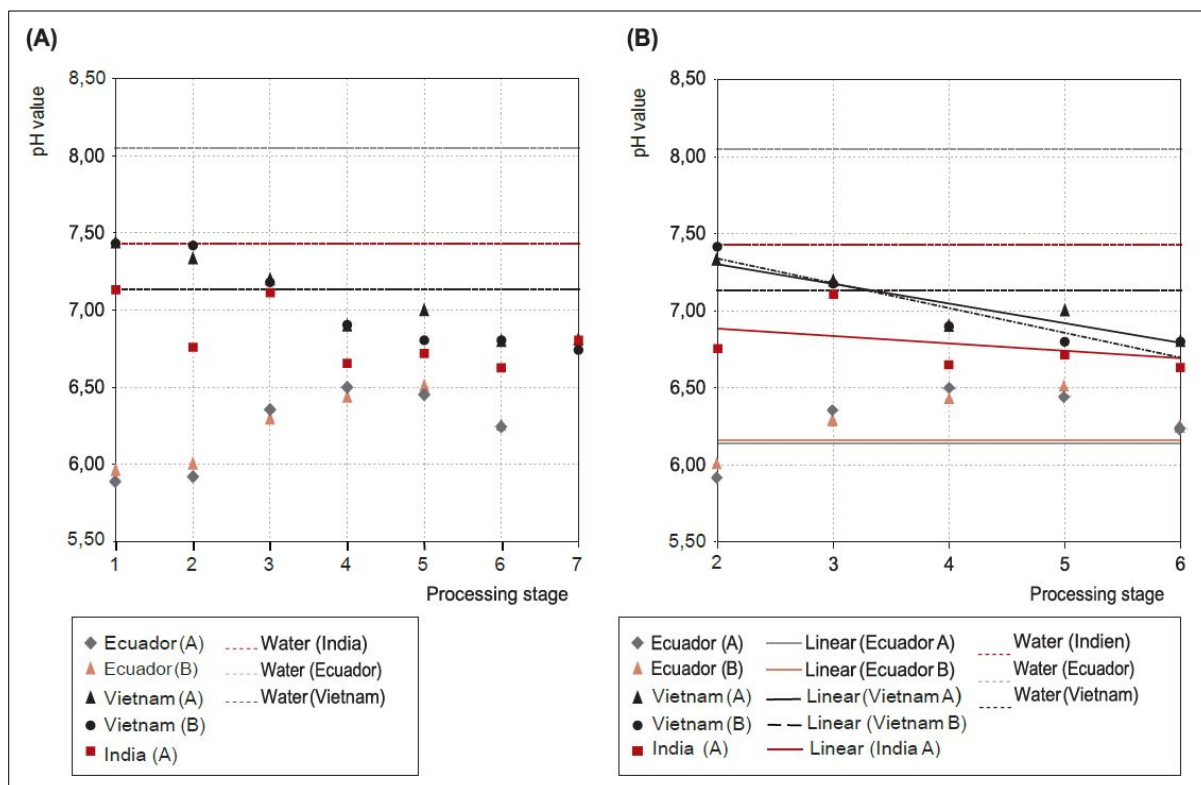 (A)
pH value
8,50
8,00
7,50
7,00
6,50
6,00
5,50
1 2 3 4 5 6 7
Processing stage
Ecuador (A)
Ecuador (B)
Vietnam (A)
Vietnam (B)
India (A)
Water (India)
Water (Ecuador)
Water (Vietnam)
(B)
pH value
8,50
8,00
7,50
7,00
6,50
6,00
5,50
2 3 4 5 6
Processing stage
Ecuador (A)
Ecuador (B)
Vietnam (A)
Vietnam (B)
India (A)
Linear (Ecuador A)
Linear (Ecuador B)
Linear (Vietnam A)
Linear (Vietnam B)
Linear (India A)
Water (Indien)
Water (Ecuador)
Water (Vietnam)